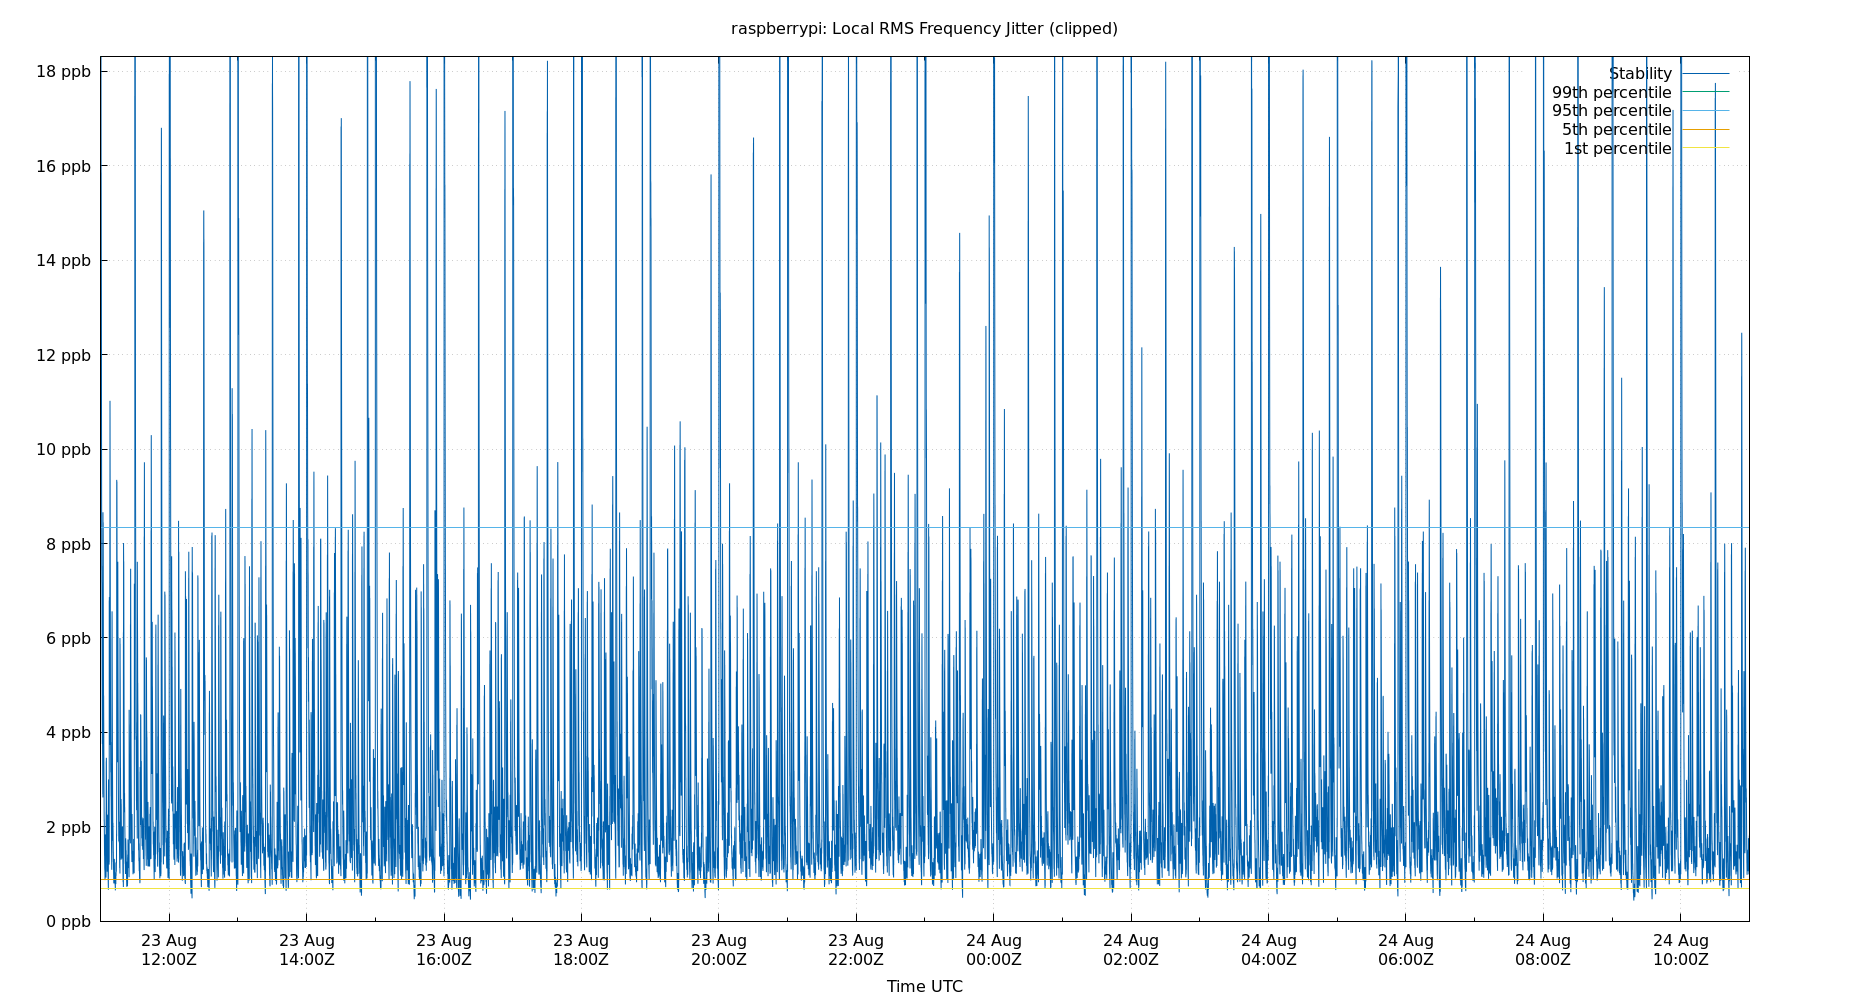 raspberrypi: Local RMS Frequency Jitter (clipped)
18 ppb
16 ppb
14 ppb
12 ppb
10 ppb
8 ppb
6 ppb
4 ppb
2 ppb
0 ppb
Stability
99th percentile
95th percentile
5th percentile
1st percentile
23 Aug 23 Aug 23 Aug 23 Aug 23 Aug 23 Aug 24 Aug 24 Aug 24 Aug 24 Aug 24 Aug 24 Aug
12:00Z 14:00Z 16:00Z 18:00Z 20:00Z 22:00Z 00:00Z 02:00Z 04:00Z 06:00Z 08:00Z 10:00Z
Time UTC